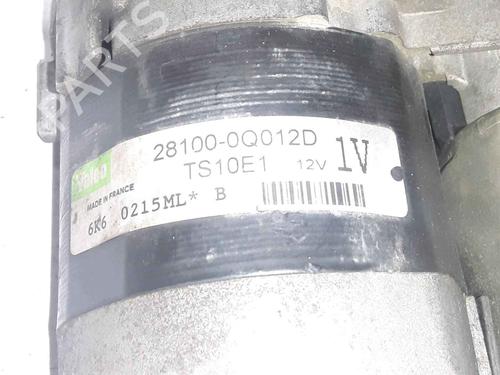 28100-0Q012D
TS10E1 12V 1V
Valeo
MADE IN FRANCE
6K6 0215ML* B
PARTS